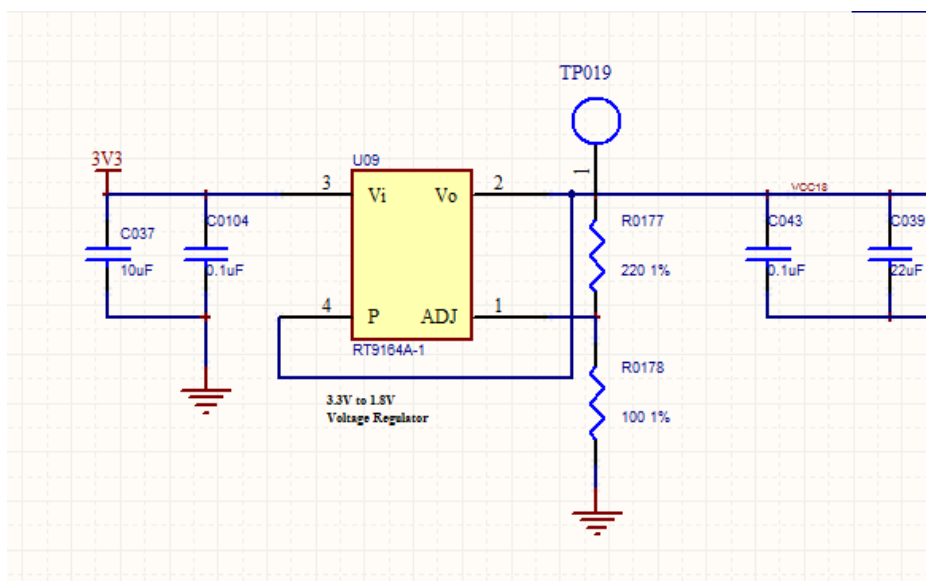 TP019
1
3V3
U09
3
Vi
Vo
2
VCC18
C037
10uF
C0104
0.1uF
R0177
220 1%
C043
0.1uF
C039
22uF
4
P
ADJ
1
RT9164A-1
3.3V to 1.8V
Voltage Regulator
R0178
100 1%